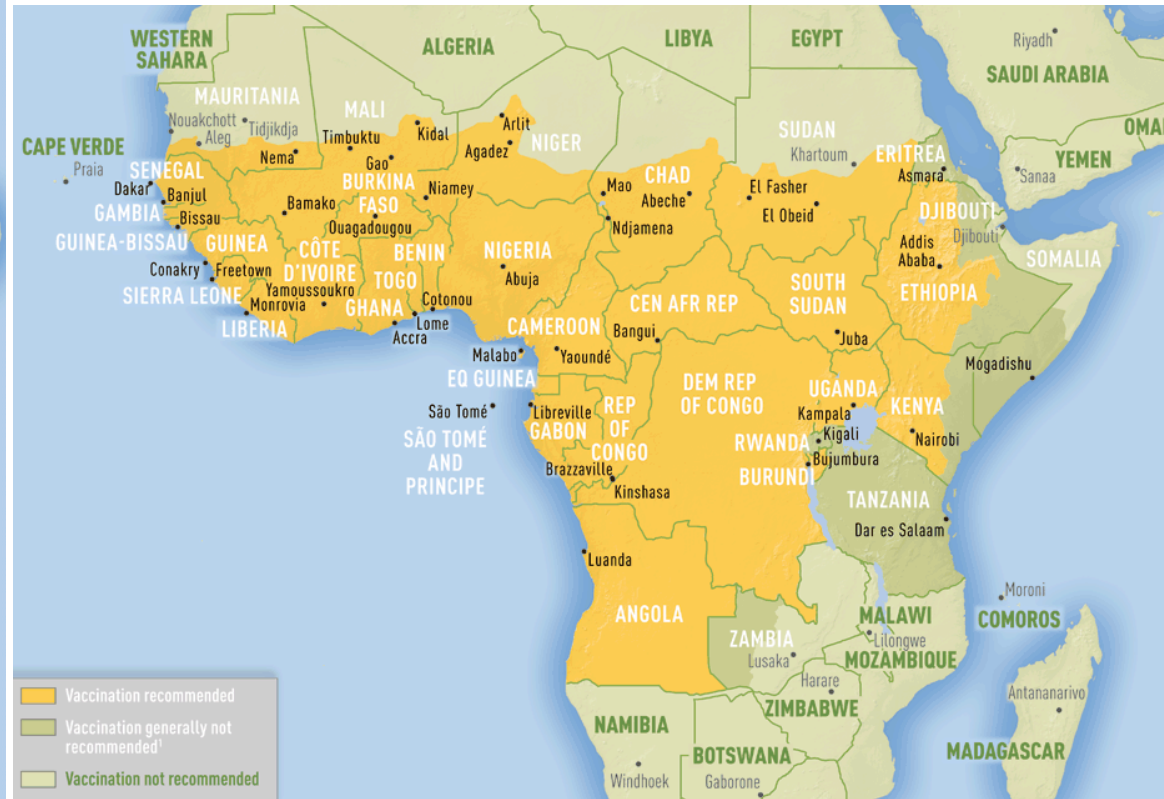 WESTERN
SAHARA
ALGERIA
LIBYA
EGYPT
Riyadh
SAUDI ARABIA
MAURITANIA
MALI
Nouakchott
Aleg
Tidjikdja
Timbuktu
Kidal
Arlit
NIGER
SUDAN
Khartoum
OMA
CAPE VERDE
Praia
Nema
Gao
Agadez
ERITREA
Asmara
YEMEN
Sanaa
SENEGAL
Dakar
Banjul
GAMBIA
Bissau
GUINEA-BISSAU
BURKINA
FASO
Niamey
Bamako
Ouagadougou
Mao
CHAD
Abeche
Ndjamena
El Fasher
El Obeid
DJIBOUTI
Djibouti
GUINEA
Conakry
Freetown
SIERRA LEONE
Monrovia
LIBERIA
CÔTE
D'IVOIRE
Yamoussoukro
BENIN
TOGO
GHANA
Cotonou
Lome
Accra
NIGERIA
Abuja
Addis
Ababa
SOMALIA
ETHIOPIA
CAMEROON
Yaoundé
Malabo
EQ GUINEA
CEN AFR REP
Bangui
SOUTH
SUDAN
Juba
Mogadishu
São Tomé
SÃO TOMÉ
AND
PRINCIPE
Libreville
GABON
REP
OF
CONGO
Brazzaville
Kinshasa
DEM REP
OF CONGO
UGANDA
Kampala
KENYA
Nairobi
Kigali
RWANDA
Bujumbura
BURUNDI
TANZANIA
Dar es Salaam
Luanda
ANGOLA
ZAMBIA
Lusaka
MALAWI
Lilongwe
MOZAMBIQUE
Moroni
COMOROS
Harare
ZIMBABWE
Antananarivo
MADAGASCAR
NAMIBIA
Windhoek
BOTSWANA
Gaborone
Vaccination recommended
Vaccination generally not
recommended¹
Vaccination not recommended